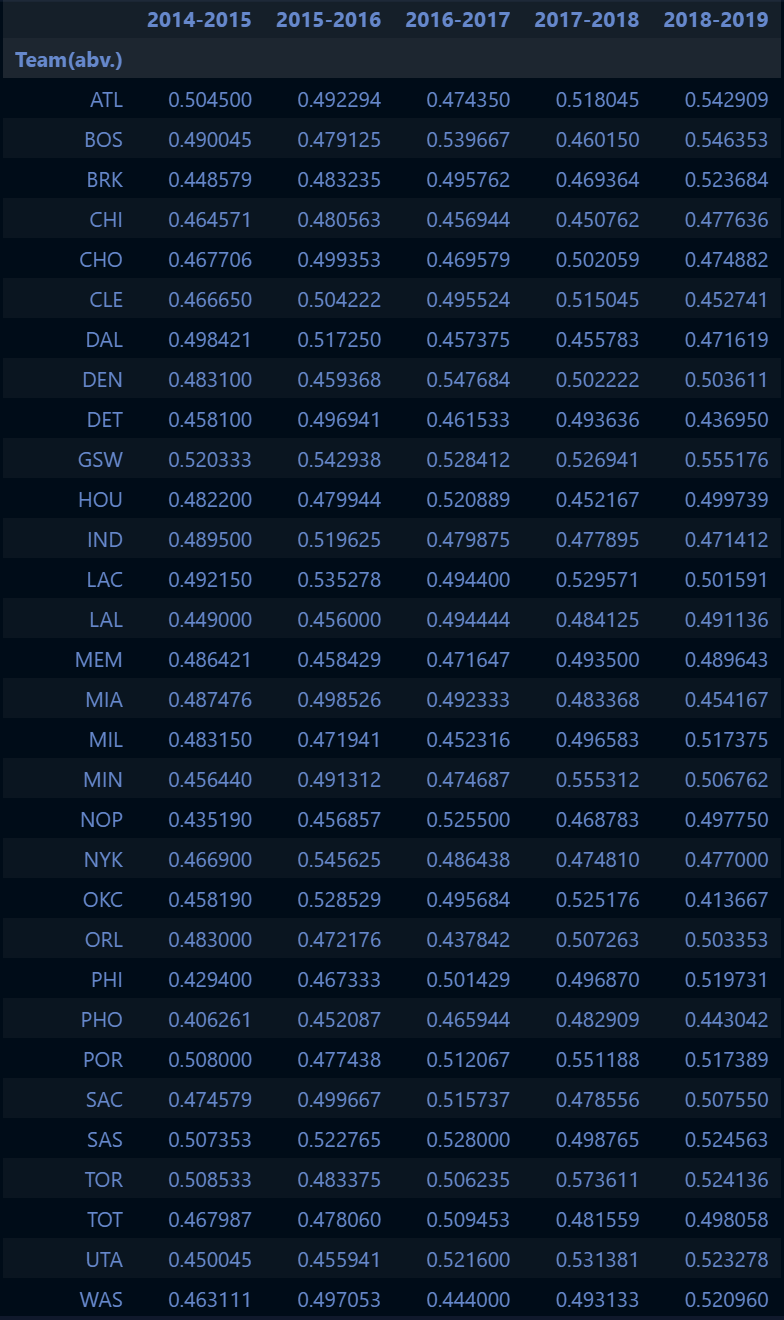 2014-2015 2015-2016 2016-2017 2017-2018 2018-2019
Team(abv.)
ATL 0.504500 0.492294 0.474350 0.518045 0.542909
BOS 0.490045 0.479125 0.539667 0.460150 0.546353
BRK 0.448579 0.483235 0.495762 0.469364 0.523684
CHI 0.464571 0.480563 0.456944 0.450762 0.477636
CHO 0.467706 0.499353 0.469579 0.502059 0.474882
CLE 0.466650 0.504222 0.495524 0.515045 0.452741
DAL 0.498421 0.517250 0.457375 0.455783 0.471619
DEN 0.483100 0.459368 0.547684 0.502222 0.503611
DET 0.458100 0.496941 0.461533 0.493636 0.436950
GSW 0.520333 0.542938 0.528412 0.526941 0.555176
HOU 0.482200 0.479944 0.520889 0.452167 0.499739
IND 0.489500 0.519625 0.479875 0.477895 0.471412
LAC 0.492150 0.535278 0.494400 0.529571 0.501591
LAL 0.449000 0.456000 0.494444 0.484125 0.491136
MEM 0.486421 0.458429 0.471647 0.493500 0.489643
MIA 0.487476 0.498526 0.492333 0.483368 0.454167
MIL 0.483150 0.471941 0.452316 0.496583 0.517375
MIN 0.456440 0.491312 0.474687 0.555312 0.506762
NOP 0.435190 0.456857 0.525500 0.468783 0.497750
NYK 0.466900 0.545625 0.486438 0.474810 0.477000
OKC 0.458190 0.528529 0.495684 0.525176 0.413667
ORL 0.483000 0.472176 0.437842 0.507263 0.503353
PHI 0.429400 0.467333 0.501429 0.496870 0.519731
PHO 0.406261 0.452087 0.465944 0.482909 0.443042
POR 0.508000 0.477438 0.512067 0.551188 0.517389
SAC 0.474579 0.499667 0.515737 0.478556 0.507550
SAS 0.507353 0.522765 0.528000 0.498765 0.524563
TOR 0.508533 0.483375 0.506235 0.573611 0.524136
TOT 0.467987 0.478060 0.509453 0.481559 0.498058
UTA 0.450045 0.455941 0.521600 0.531381 0.523278
WAS 0.463111 0.497053 0.444000 0.493133 0.520960